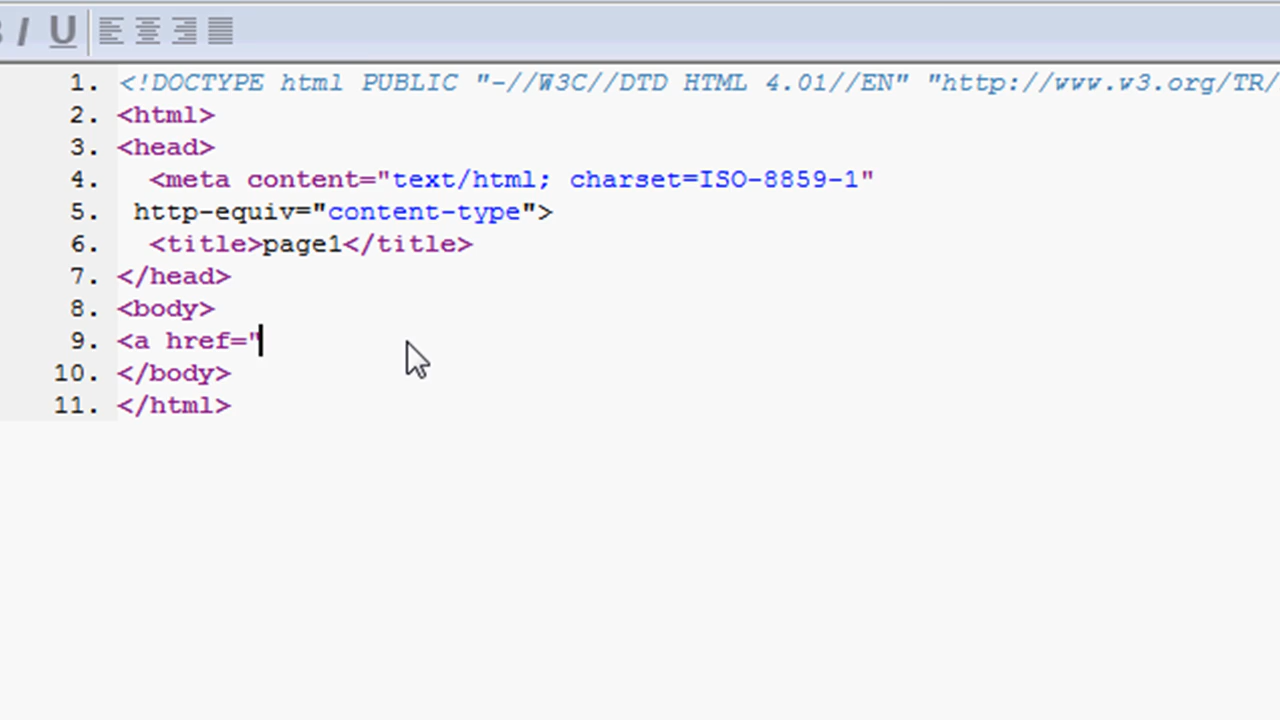 I U
1. <!DOCTYPE html PUBLIC "-//W3C//DTD HTML 4.01//EN" "http://www.w3.org/TR/
2. <html>
3. <head>
4. <meta content="text/html; charset=ISO-8859-1"
5. http-equiv="content-type">
6. <title>page1</title>
7. </head>
8. <body>
9. <a href="
10. </body>
11. </html>